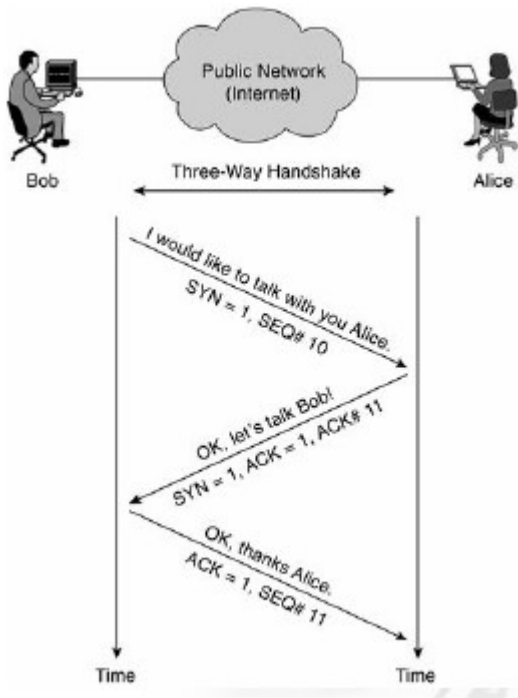 Public Network
(Internet)
Bob
Three-Way Handshake
Alice
I would like to talk with you Alice.
SYN = 1, SEQ# 10
OK, let's talk Bob!
SYN = 1, ACK = 1, ACK# 11
OK, thanks Alice.
ACK = 1, SEQ# 11
Time
Time